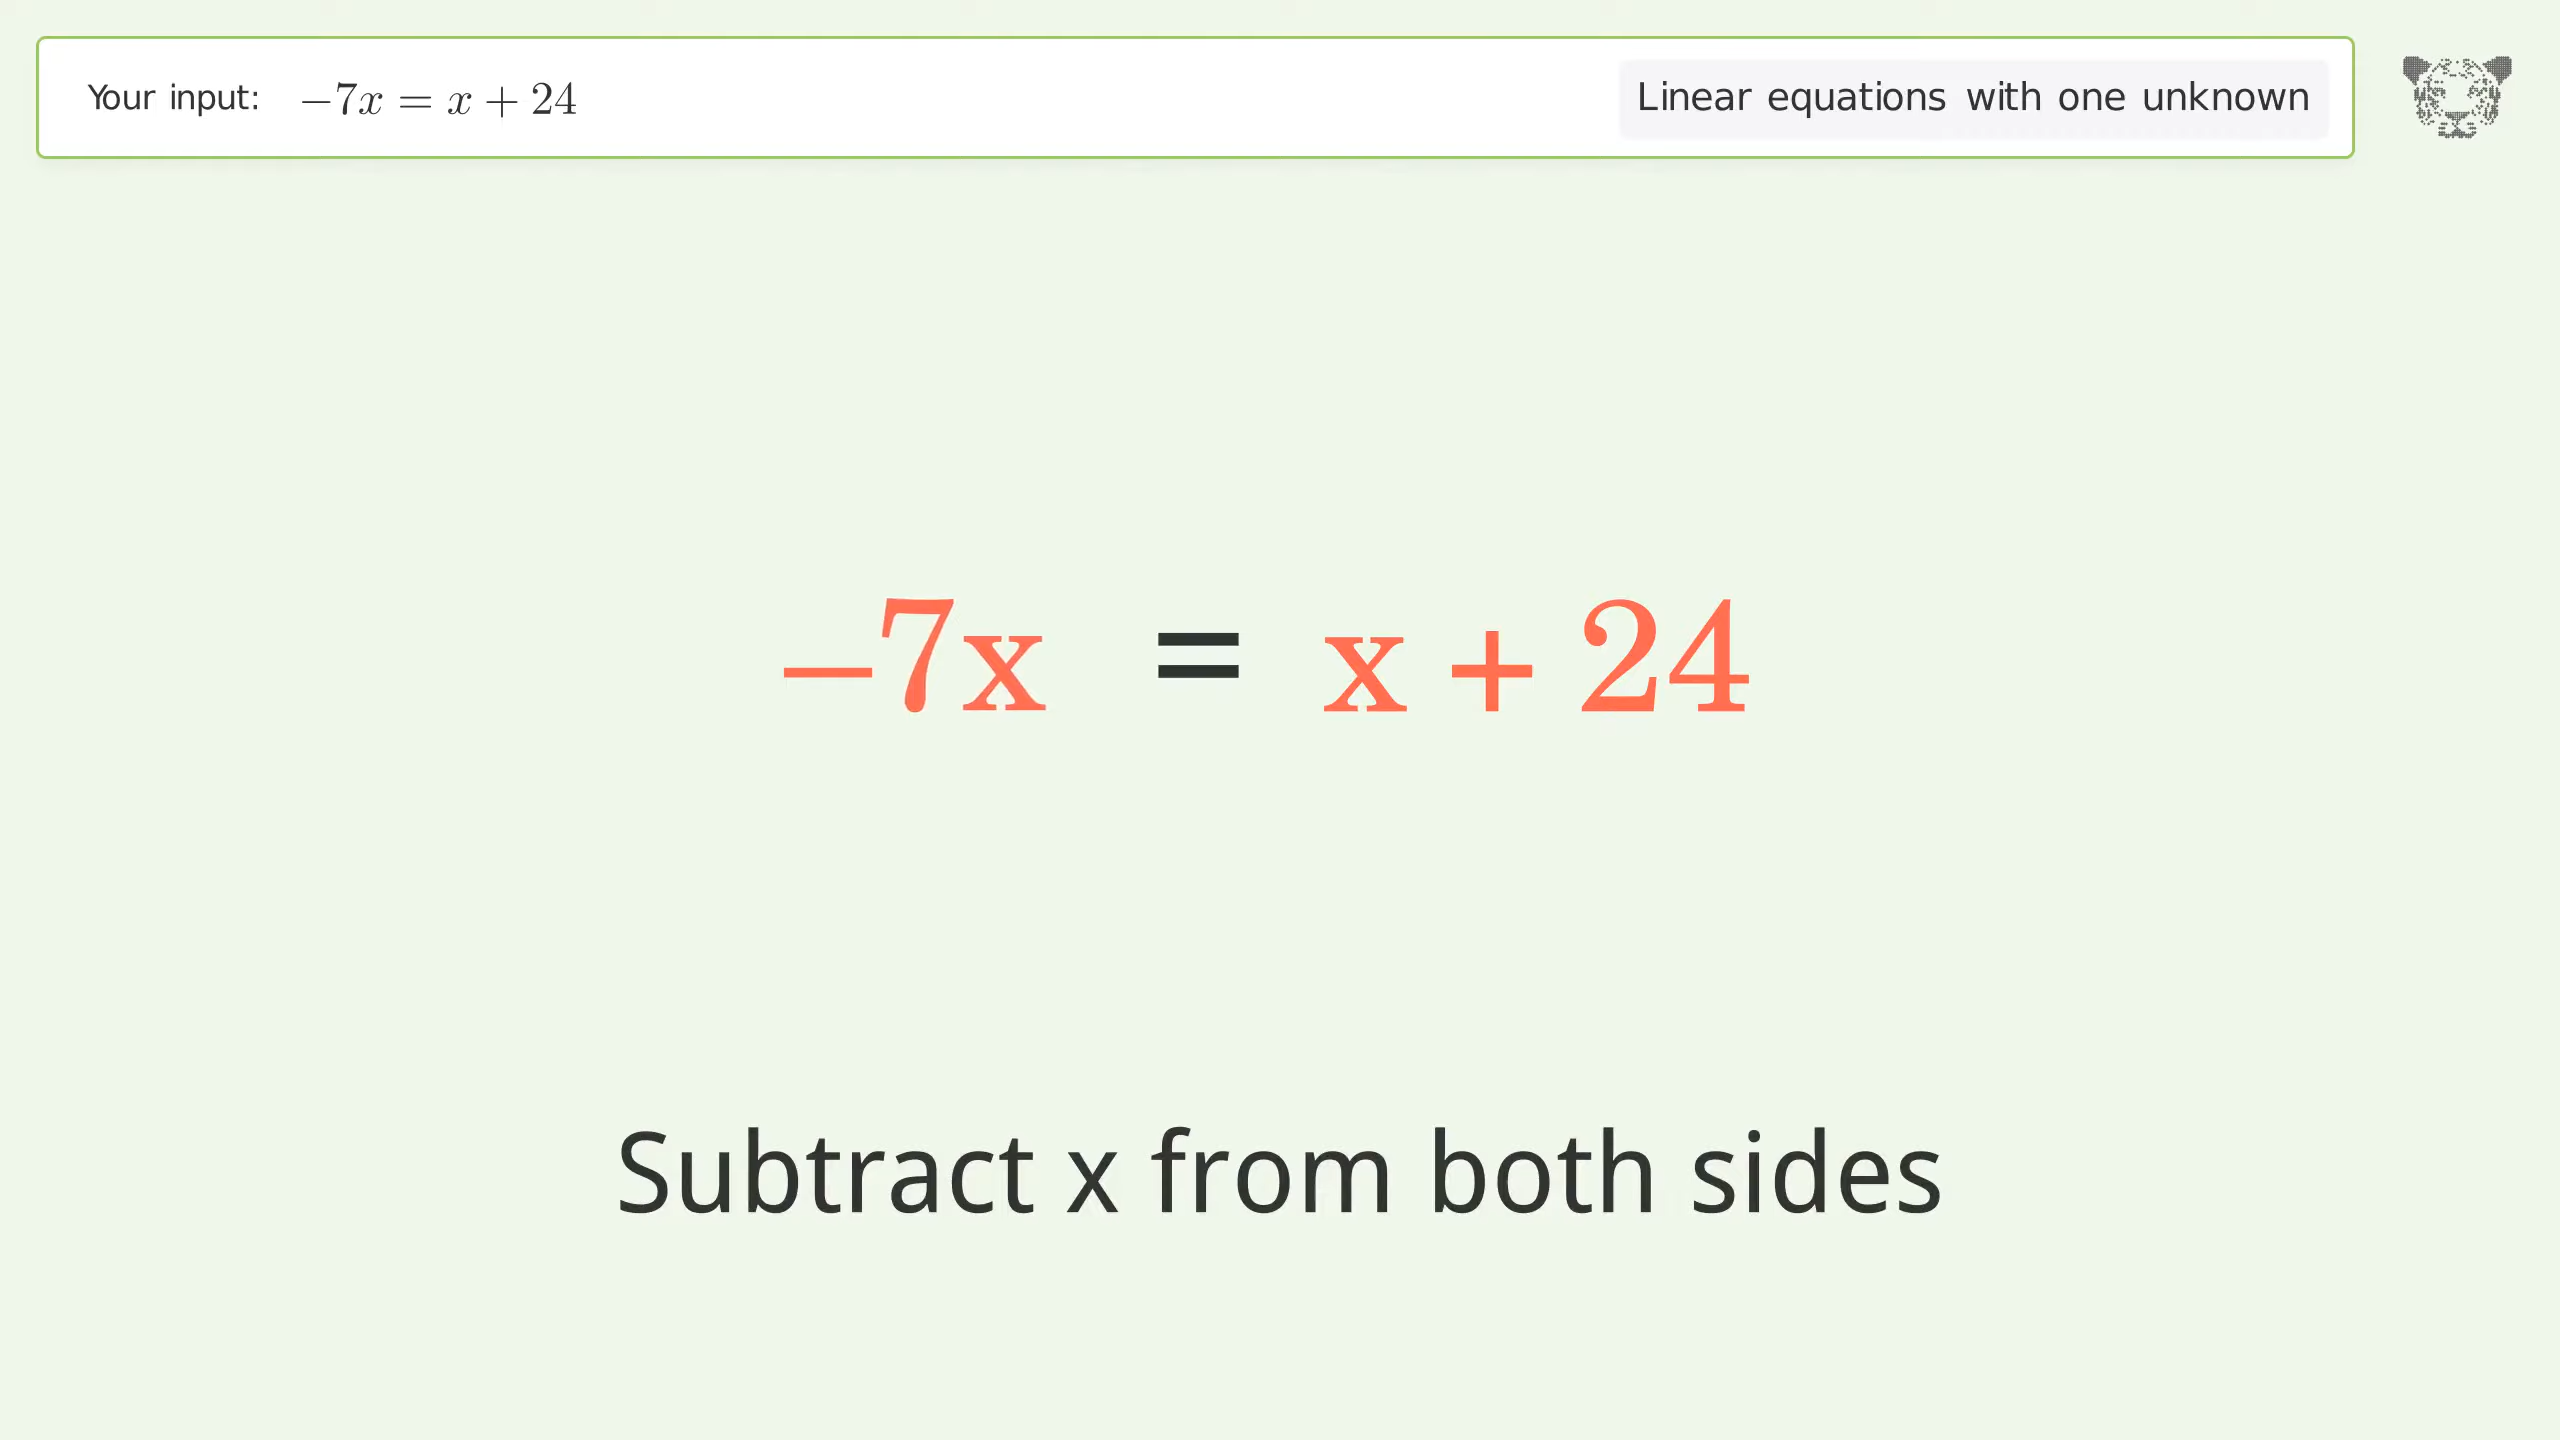 Your input: −7x = x + 24
Linear equations with one unknown
−7x = x + 24
Subtract x from both sides